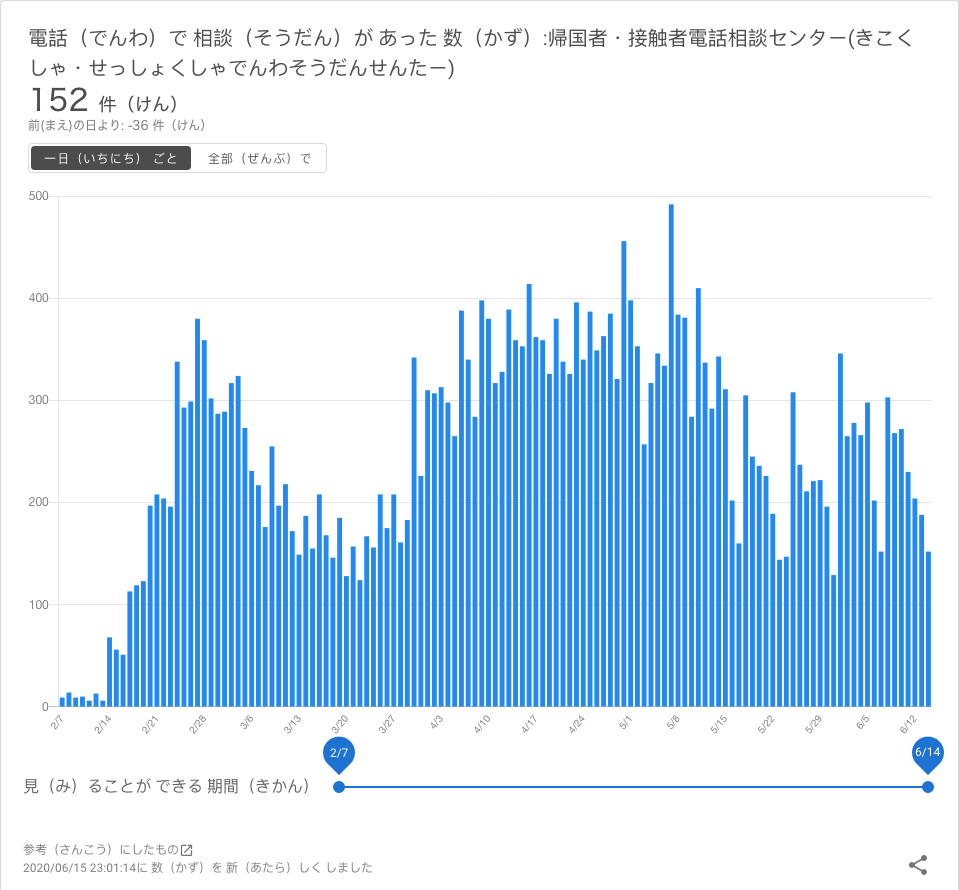 電話（でんわ）で 相談（そうだん）が あった 数（かず）:帰国者・接触者電話相談センター(きこく
しゃ・せっしょくしゃでんわそうだんせんたー)
152 件（けん）
前(まえ)の日より: -36 件（けん）
一日（いちにち） ごと 全部（ぜんぶ）で
500
400
300
200
100
0
2/7 2/14 2/21 2/28 3/6 3/13 3/20 3/27 4/3 4/10 4/17 4/24 5/1 5/8 5/15 5/22 5/29 6/5 6/12
2/7 6/14
見（み）ることが できる 期間（きかん）
参考（さんこう）にしたもの
2020/06/15 23:01:14に 数（かず）を 新（あたら）しく しました